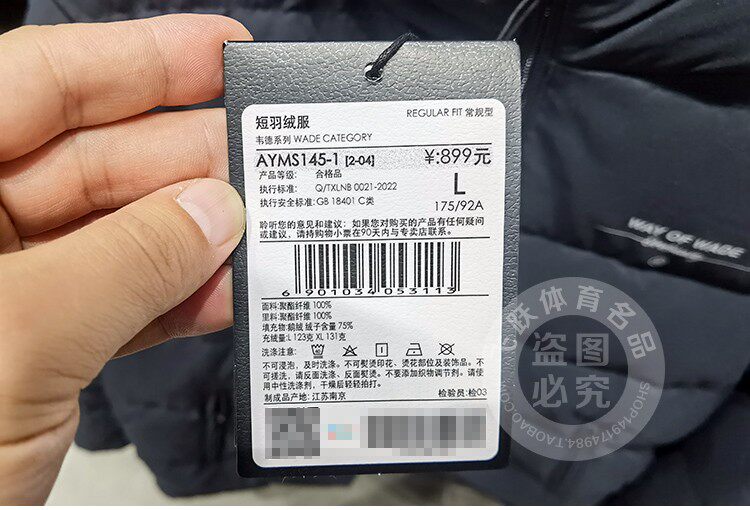 REGULAR FIT 常规型
短羽绒服
韦德系列 WADE CATEGORY
AYMS145-1 [2-04] ¥:899元
产品等级: 合格品
执行标准: Q/TXLNB 0021-2022
L
执行安全标准: GB 18401 C类
175/92A
聆听您的意见和建议: 如果您对购买的产品有任何疑问
或建议, 请持购物小票在90天内与专卖店联系。
6 901034 053113
面料: 聚酯纤维 100%
里料: 聚酯纤维 100%
填充物: 鹅绒 绒子含量 75%
充绒量: L 123克 XL 131克
洗涤注意:
不可浸泡, 及时洗涤。不可熨烫印花、烫花部位及装饰品。不
可搓洗, 请反面洗涤、反面熨烫。不要添加织物调节剂。请使
用中性洗涤剂, 干燥后轻轻拍打。
制成品产地: 江苏南京 检验员: 检03
WAY OF WADE
跃体育名品
盗图
必究
SHOP149174984.TAOBAO.CO